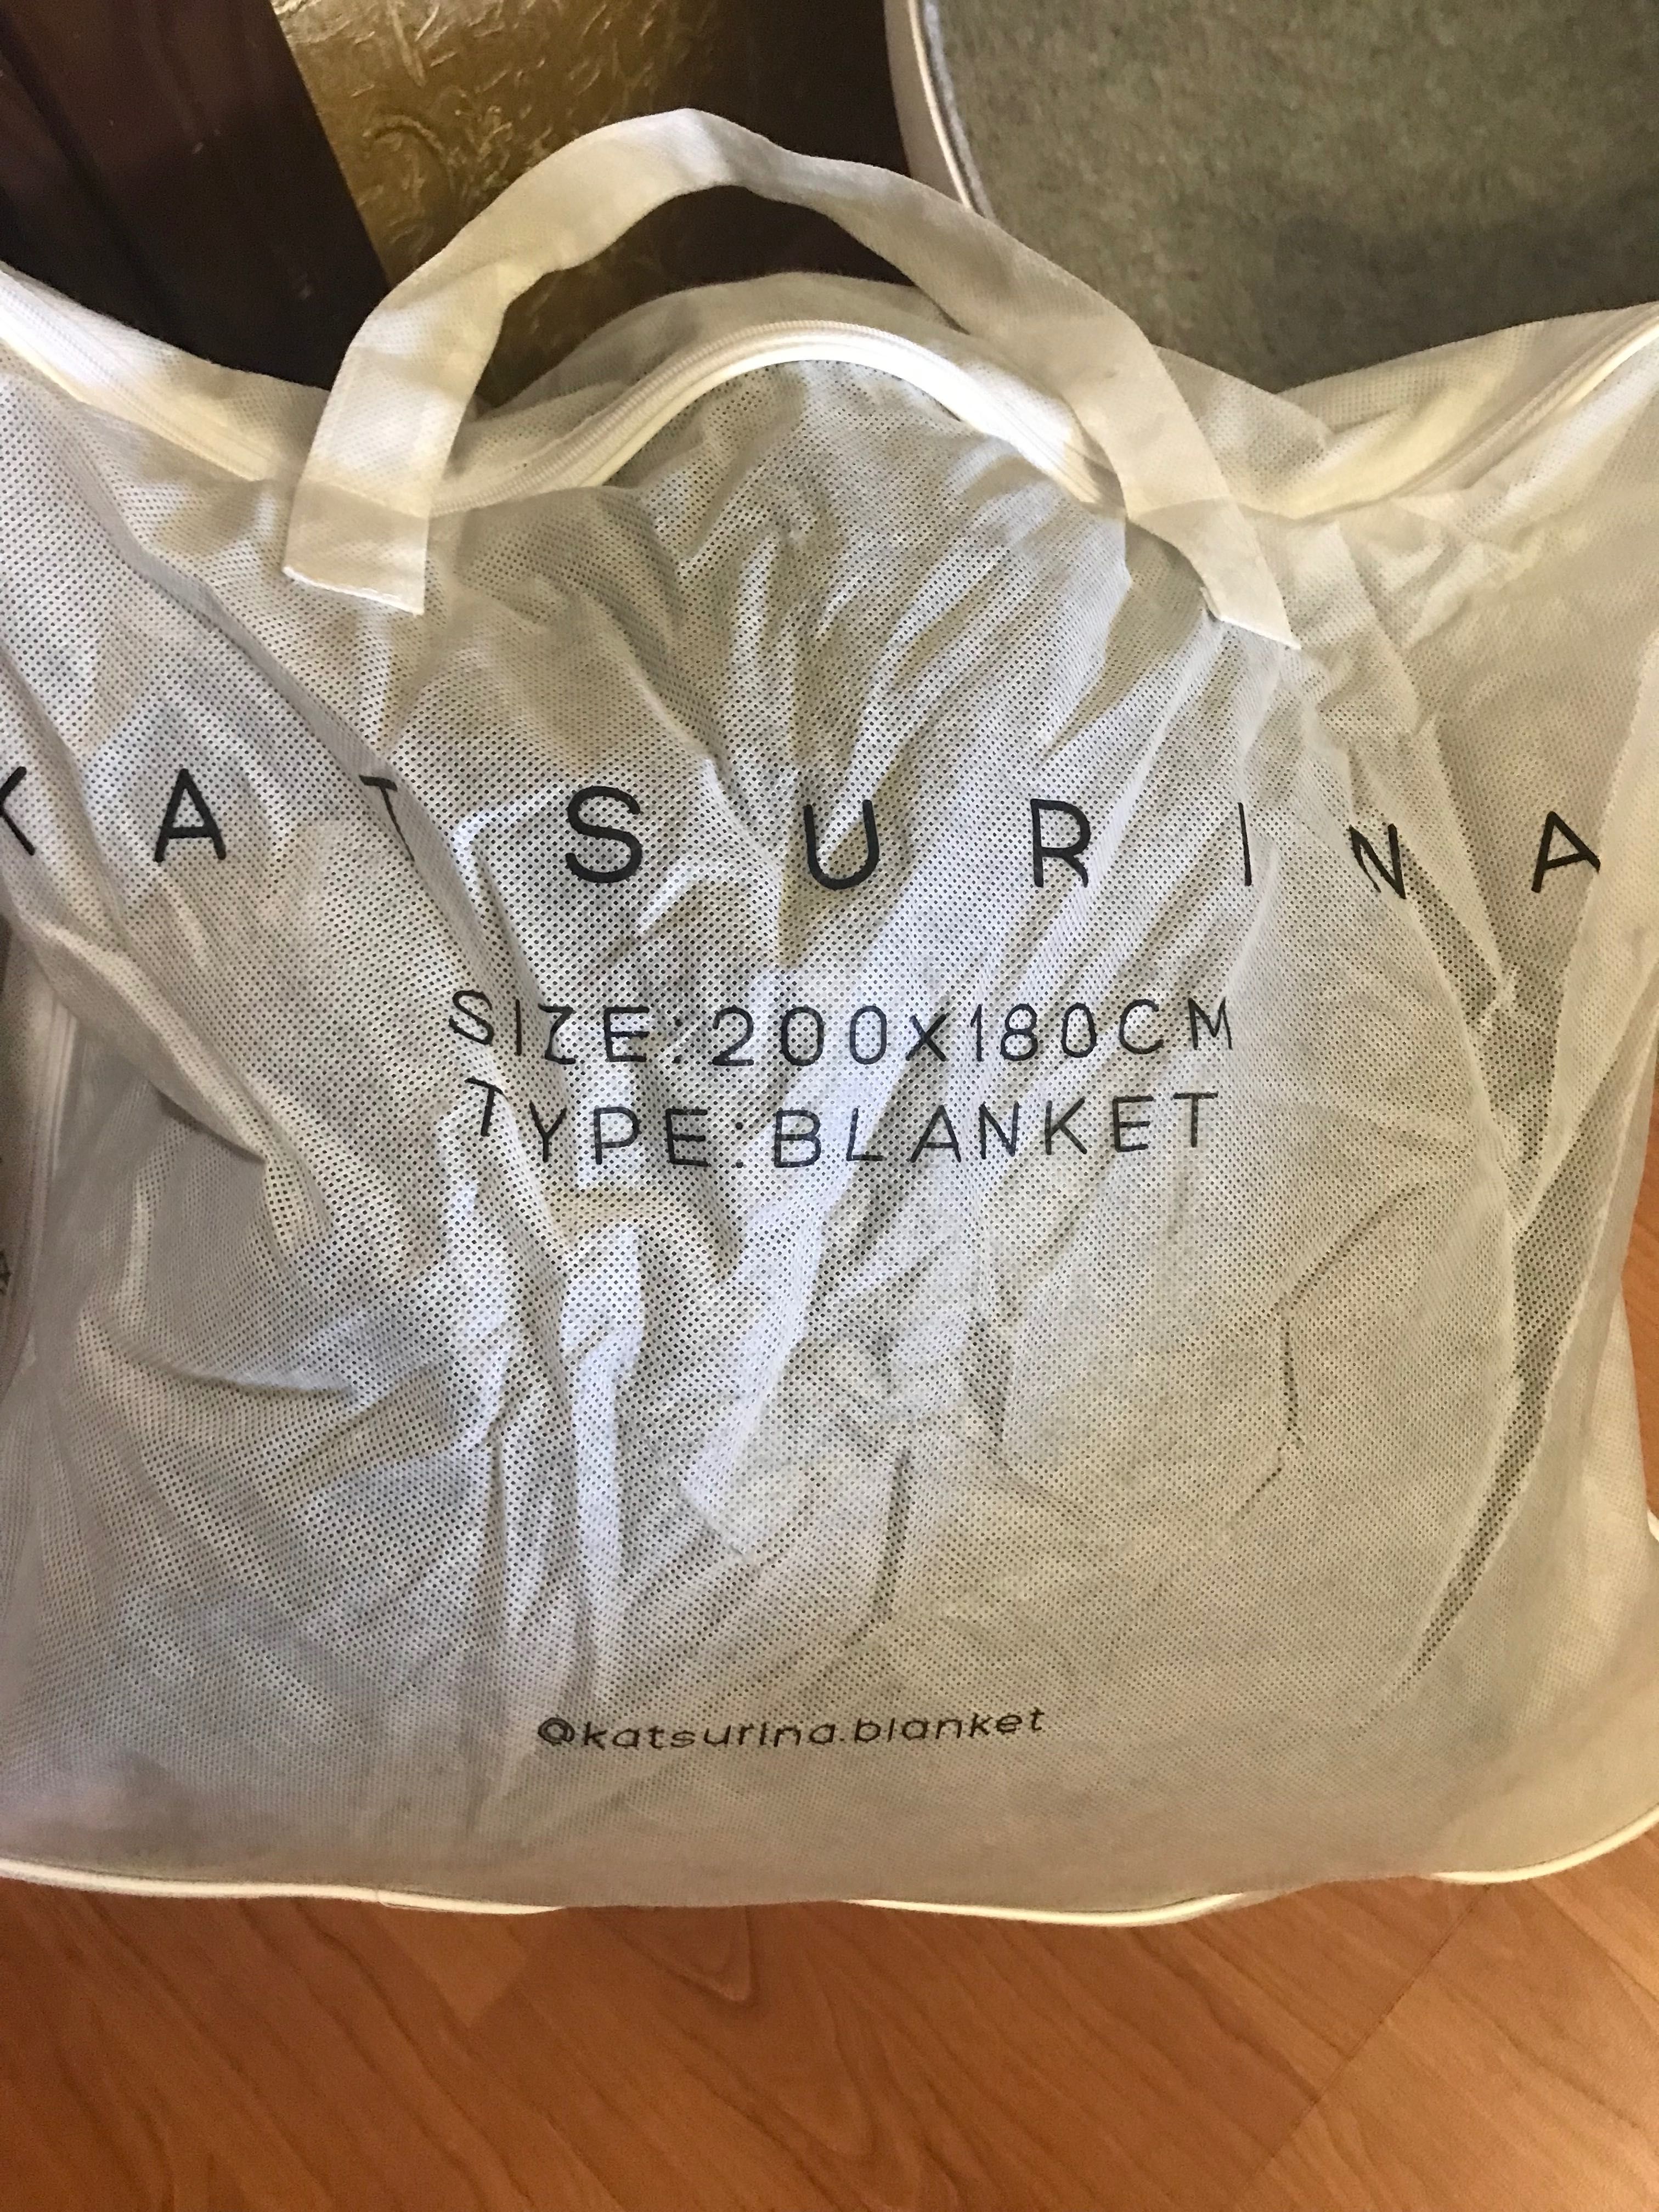 KATSURINA
SIZE:200x180CM
TYPE:BLANKET
@katsurina.blanket